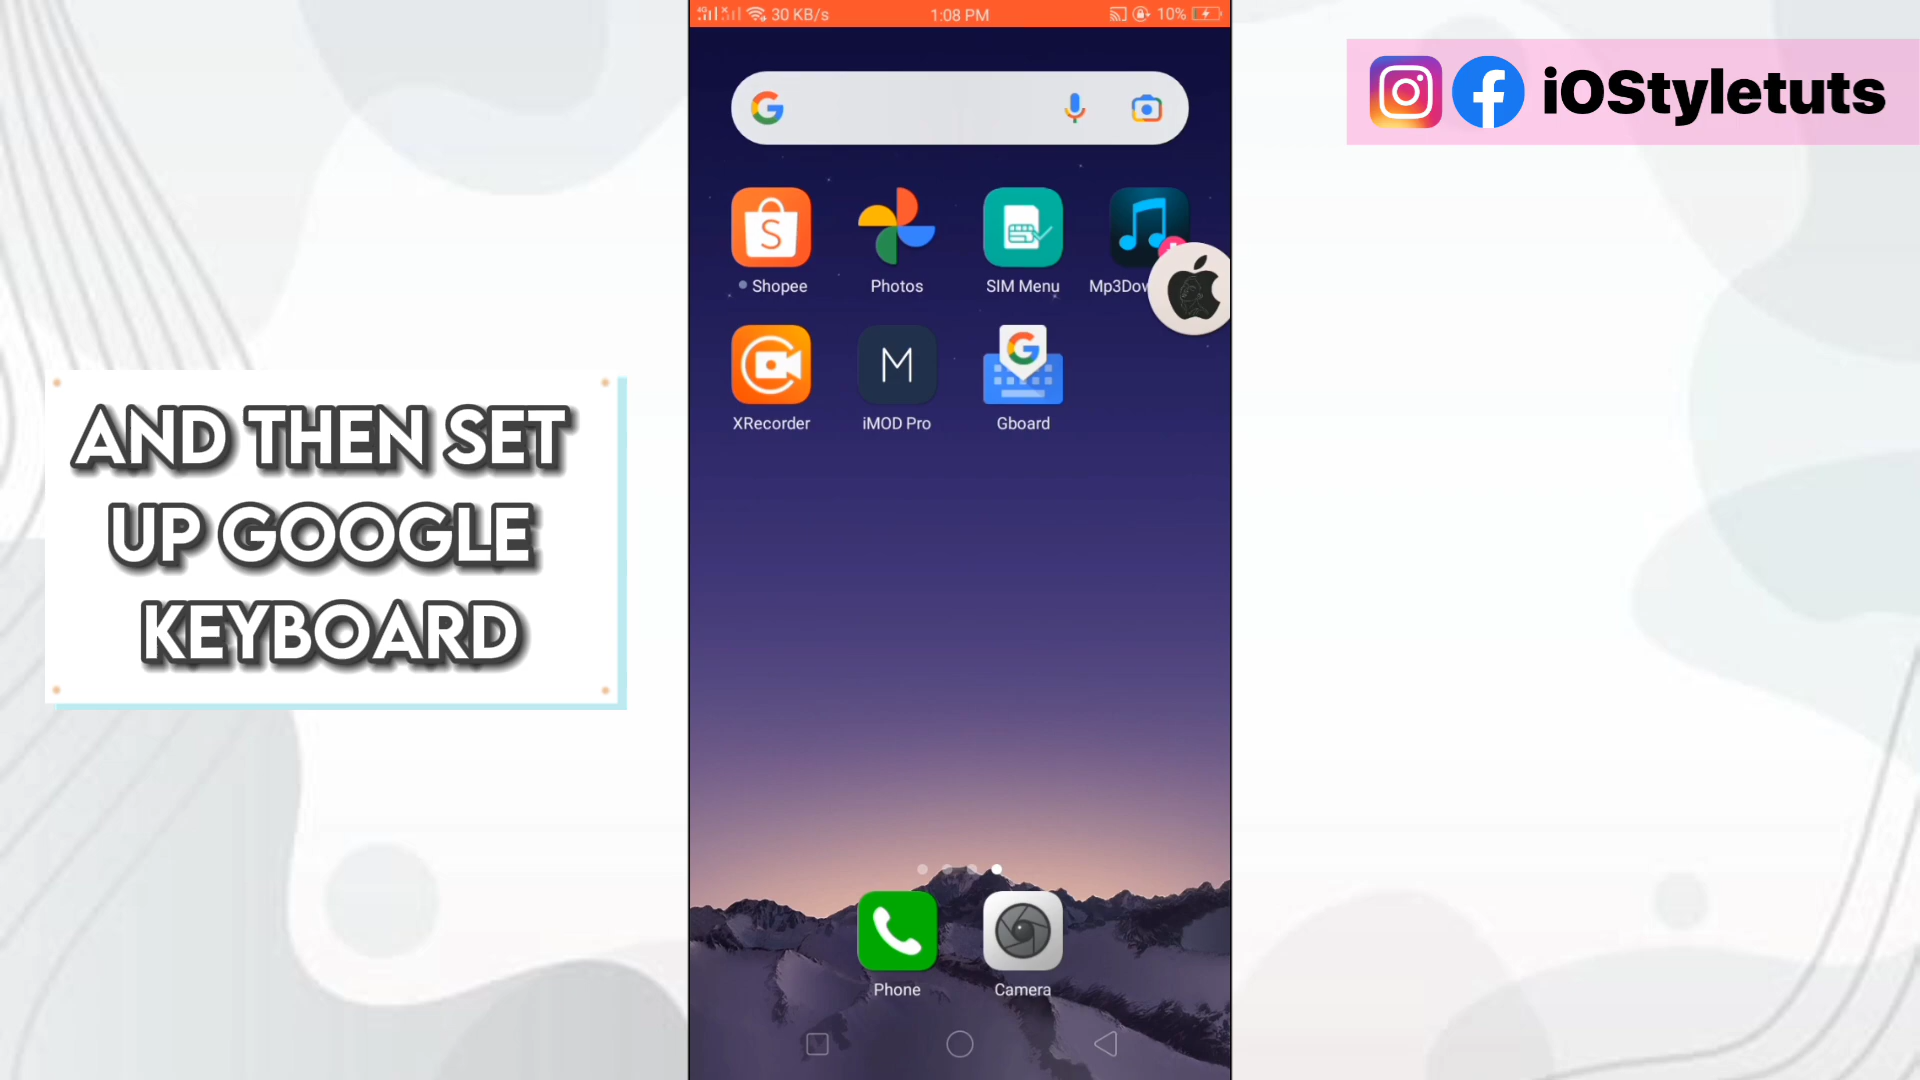 4G 30 KB/s 1:08 PM 10%
iOStyletuts
Shopee Photos SIM Menu Mp3Dov
XRecorder iMOD Pro Gboard
AND THEN SET
UP GOOGLE
KEYBOARD
Phone Camera